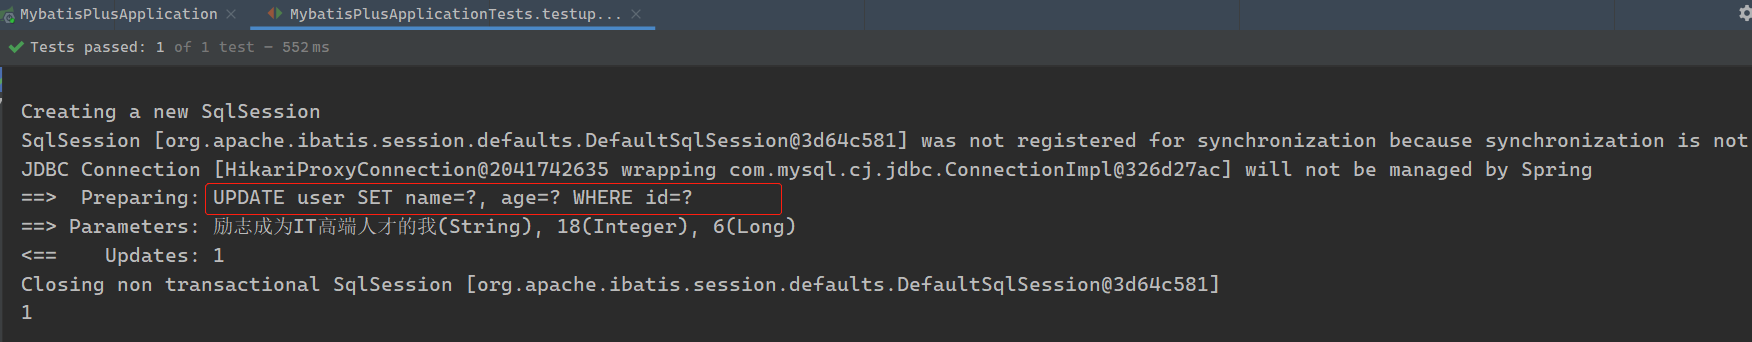 MybatisPlusApplication
MybatisPlusApplicationTests.testup...
Tests passed: 1 of 1 test – 552 ms
Creating a new SqlSession
SqlSession [org.apache.ibatis.session.defaults.DefaultSqlSession@3d64c581] was not registered for synchronization because synchronization is not
JDBC Connection [HikariProxyConnection@2041742635 wrapping com.mysql.cj.jdbc.ConnectionImpl@326d27ac] will not be managed by Spring
==>  Preparing: UPDATE user SET name=?, age=? WHERE id=?
==> Parameters: 励志成为IT高端人才的我(String), 18(Integer), 6(Long)
<==    Updates: 1
Closing non transactional SqlSession [org.apache.ibatis.session.defaults.DefaultSqlSession@3d64c581]
1